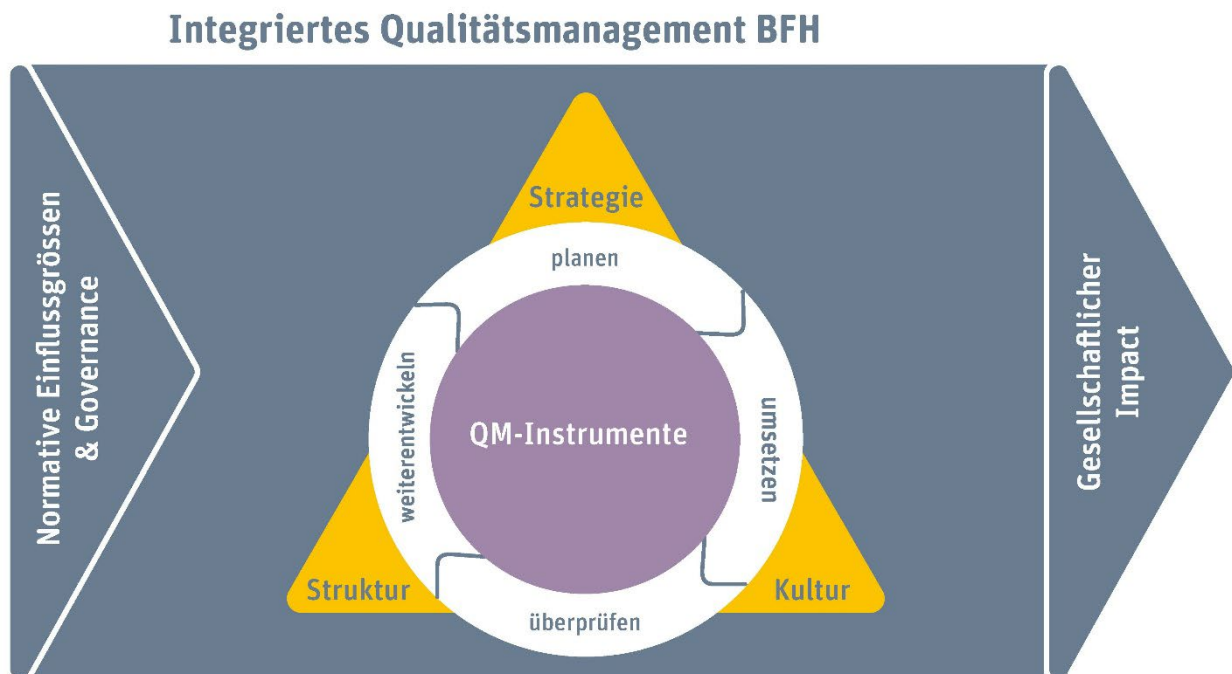 Integriertes Qualitätsmanagement BFH
Normative Einflussgrössen
& Governance
Strategie
planen
weiterentwickeln
QM-Instrumente
umsetzen
Struktur
Kultur
überprüfen
Gesellschaftlicher
Impact